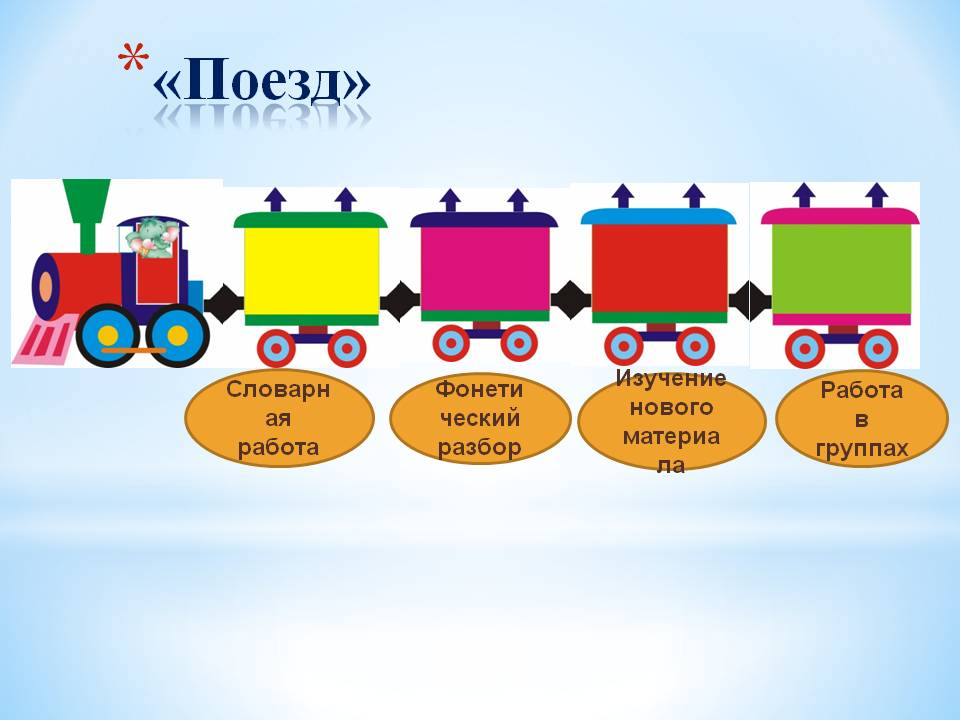 * «Поезд»
Словарн
ая
работа
Фонети
ческий
разбор
Изучение
нового
материа
ла
Работа
в
группах